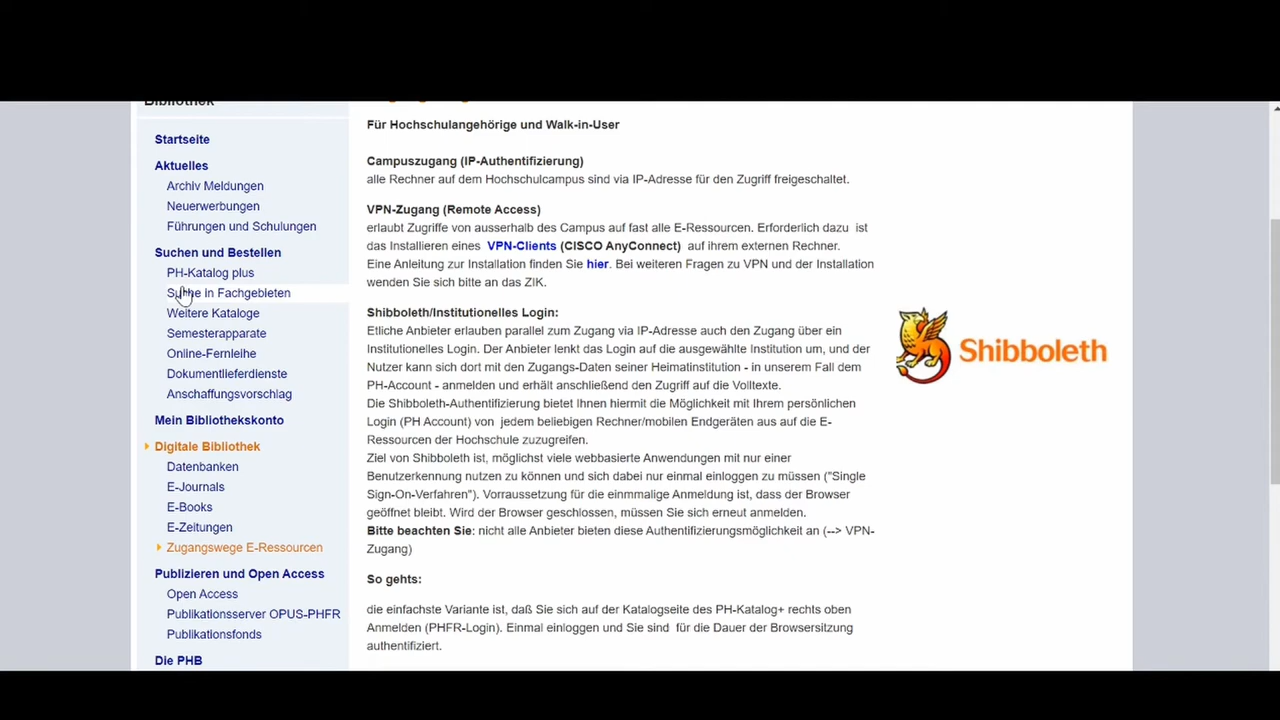 Bibliothek
Startseite
Aktuelles
Archiv Meldungen
Neuerwerbungen
Führungen und Schulungen
Suchen und Bestellen
PH-Katalog plus
Suche in Fachgebieten
Weitere Kataloge
Semesterapparate
Online-Fernleihe
Dokumentlieferdienste
Anschaffungsvorschlag
Mein Bibliothekskonto
Digitale Bibliothek
Datenbanken
E-Journals
E-Books
E-Zeitungen
Zugangswege E-Ressourcen
Publizieren und Open Access
Open Access
Publikationsserver OPUS-PHFR
Publikationsfonds
Die PHB
Für Hochschulangehörige und Walk-in-User
Campuszugang (IP-Authentifizierung)
alle Rechner auf dem Hochschulcampus sind via IP-Adresse für den Zugriff freigeschaltet.
VPN-Zugang (Remote Access)
erlaubt Zugriffe von ausserhalb des Campus auf fast alle E-Ressourcen. Erforderlich dazu ist
das Installieren eines VPN-Clients (CISCO AnyConnect) auf ihrem externen Rechner.
Eine Anleitung zur Installation finden Sie hier. Bei weiteren Fragen zu VPN und der Installation
wenden Sie sich bitte an das ZIK.
Shibboleth/Institutionelles Login:
Etliche Anbieter erlauben parallel zum Zugang via IP-Adresse auch den Zugang über ein
Institutionelles Login. Der Anbieter lenkt das Login auf die ausgewählte Institution um, und der
Nutzer kann sich dort mit den Zugangs-Daten seiner Heimatinstitution - in unserem Fall dem
PH-Account - anmelden und erhält anschließend den Zugriff auf die Volltexte.
Die Shibboleth-Authentifizierung bietet Ihnen hiermit die Möglichkeit mit Ihrem persönlichen
Login (PH Account) von jedem beliebigen Rechner/mobilen Endgeräten aus auf die E-
Ressourcen der Hochschule zuzugreifen.
Ziel von Shibboleth ist, möglichst viele webbasierte Anwendungen mit nur einer
Benutzerkennung nutzen zu können und sich dabei nur einmal einloggen zu müssen ("Single
Sign-On-Verfahren"). Vorraussetzung für die einmmalige Anmeldung ist, dass der Browser
geöffnet bleibt. Wird der Browser geschlossen, müssen Sie sich erneut anmelden.
Bitte beachten Sie: nicht alle Anbieter bieten diese Authentifizierungsmöglichkeit an (--> VPN-
Zugang)
So gehts:
die einfachste Variante ist, daß Sie sich auf der Katalogseite des PH-Katalog+ rechts oben
Anmelden (PHFR-Login). Einmal einloggen und Sie sind für die Dauer der Browsersitzung
authentifiziert.
Shibboleth